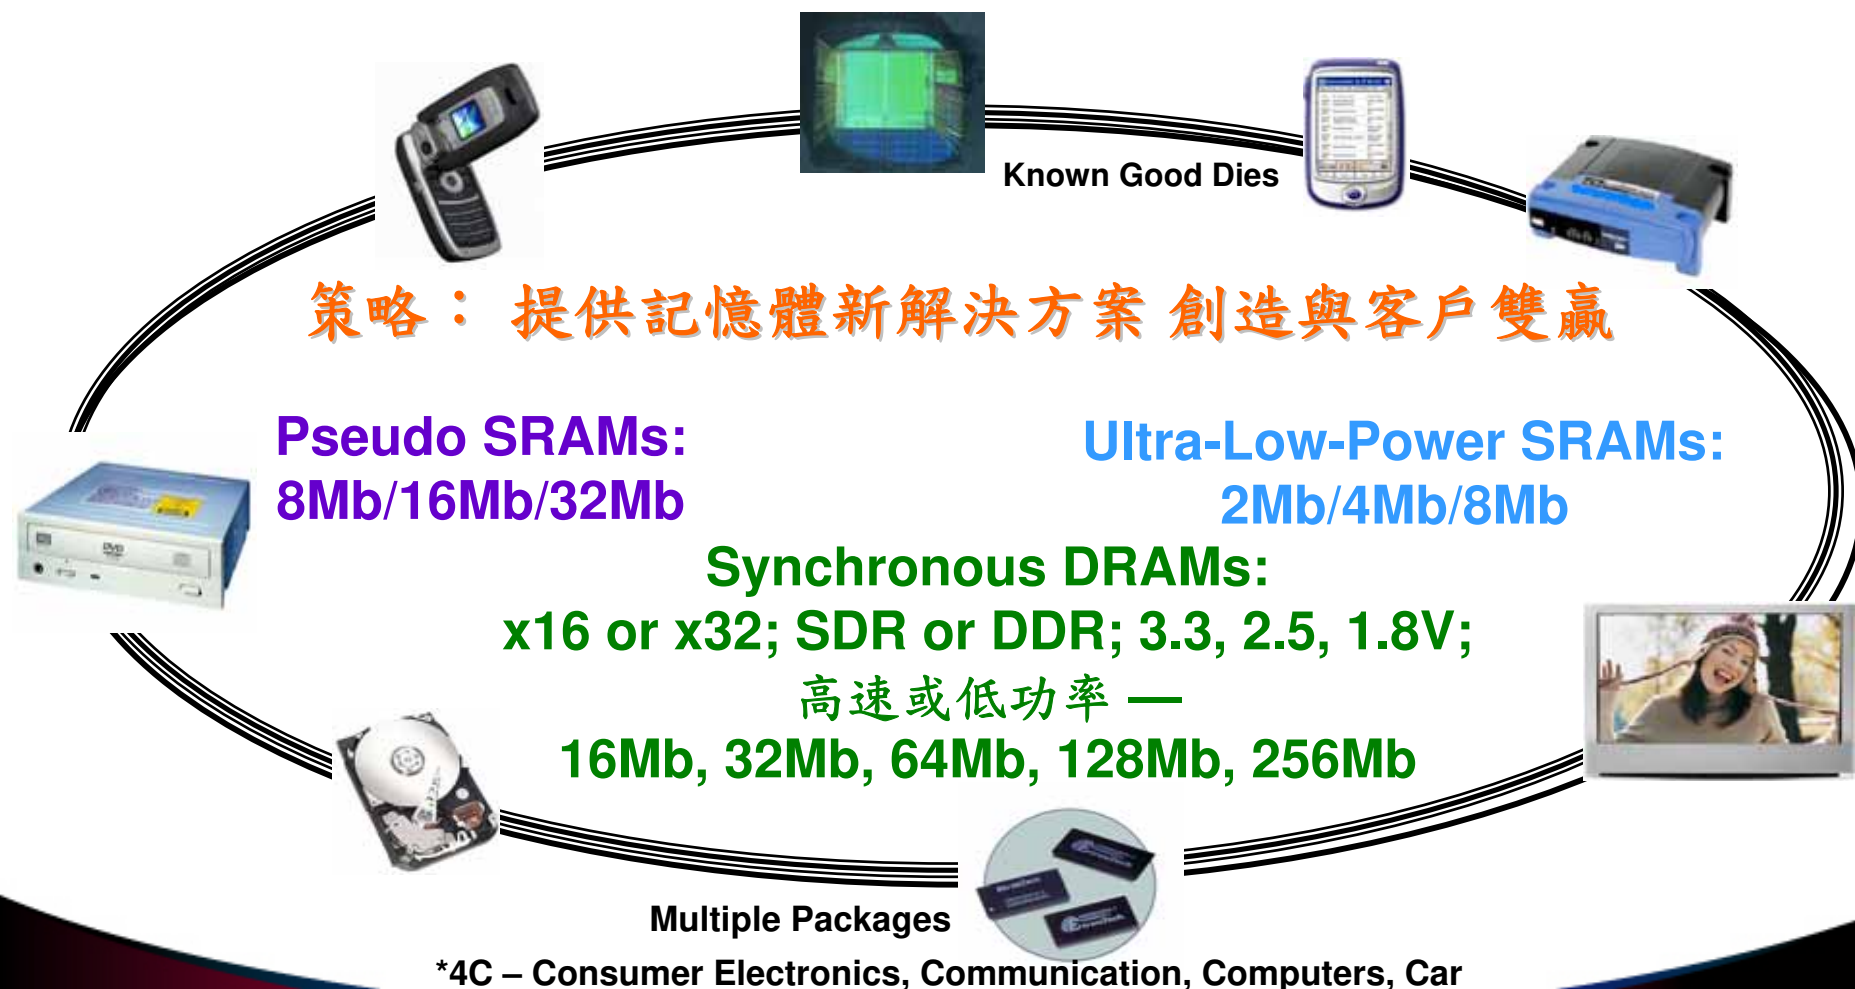 Known Good Dies
策略： 提供記憶體新解決方案 創造與客戶雙贏
Pseudo SRAMs:
8Mb/16Mb/32Mb
Ultra-Low-Power SRAMs:
2Mb/4Mb/8Mb
Synchronous DRAMs:
x16 or x32; SDR or DDR; 3.3, 2.5, 1.8V;
高速或低功率 —
16Mb, 32Mb, 64Mb, 128Mb, 256Mb
Multiple Packages
*4C – Consumer Electronics, Communication, Computers, Car